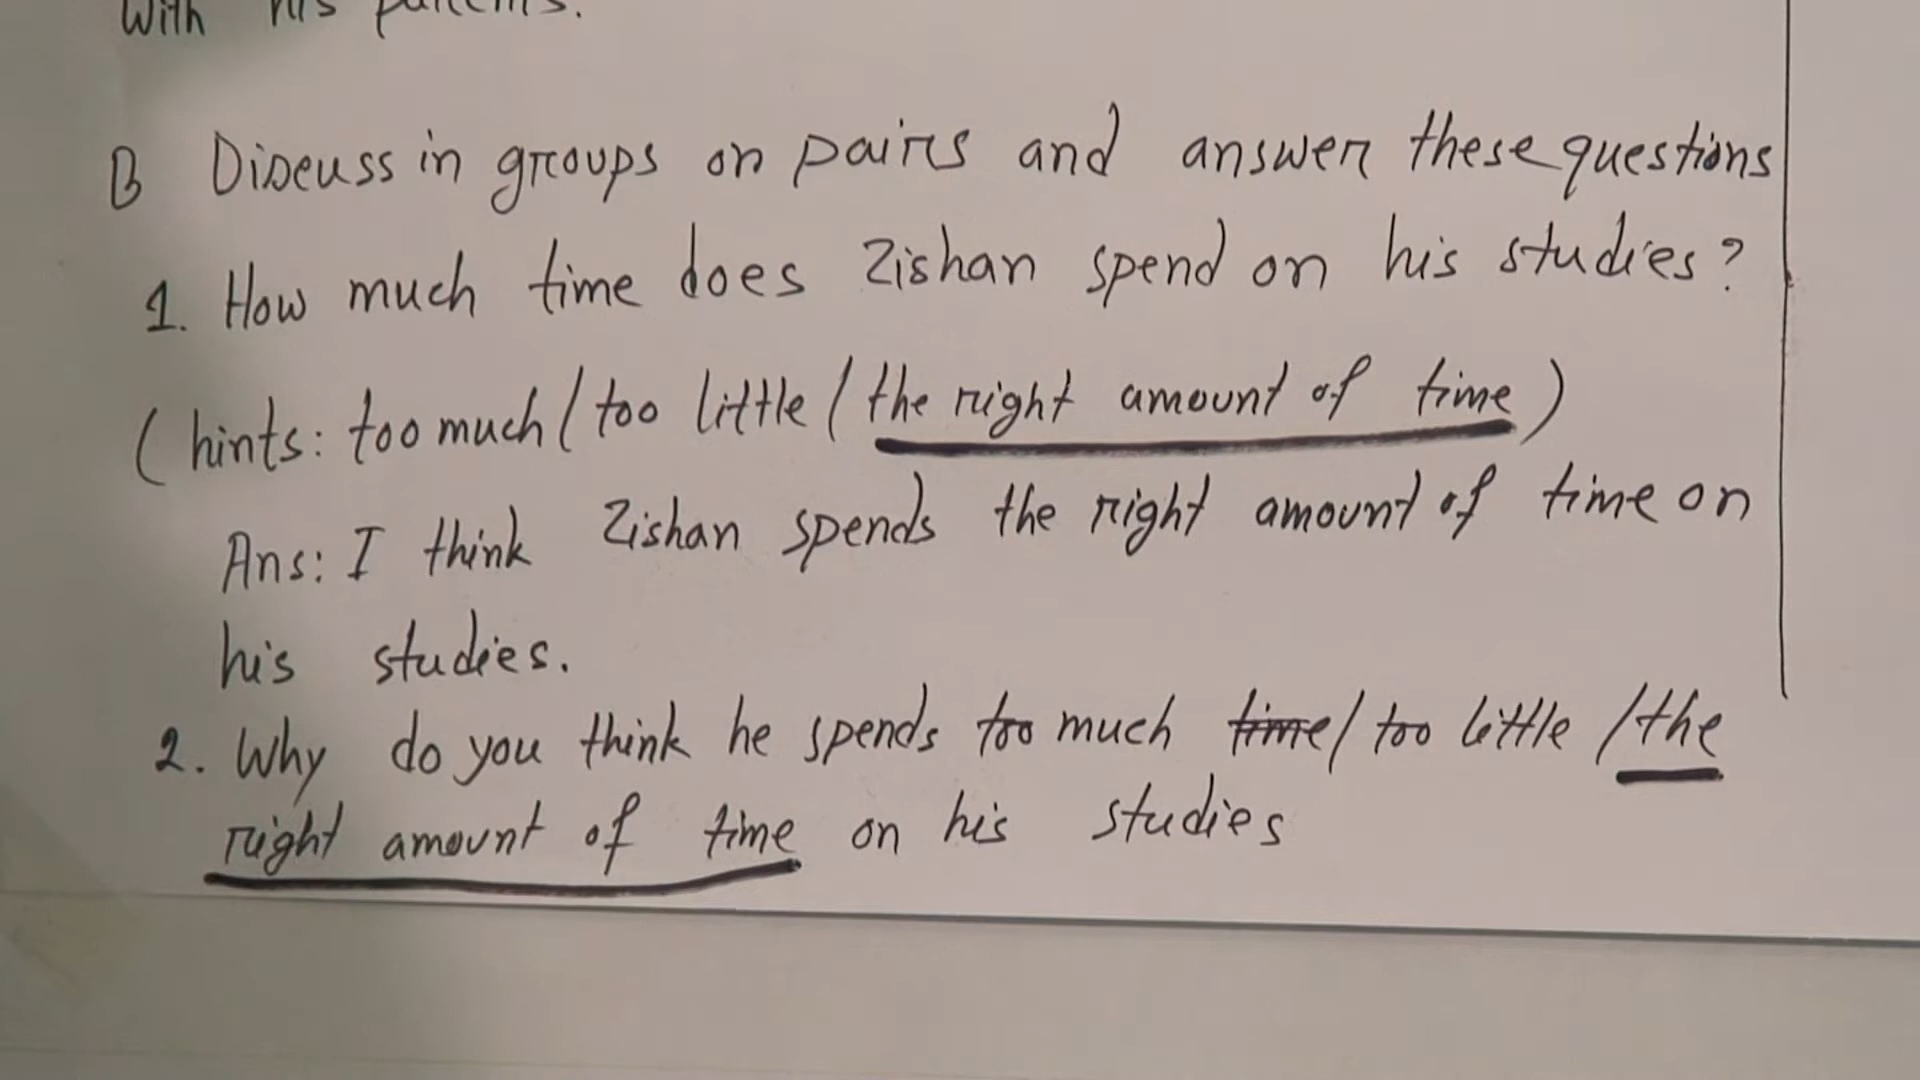 with his parents.
B Discuss in groups or pairs and answer these questions
1. How much time does Zishan spend on his studies?
(hints: too much/too little/the right amount of time)
Ans: I think Zishan spends the right amount of time on
his studies.
2. Why do you think he spends too much time/too little/the
right amount of time on his studies